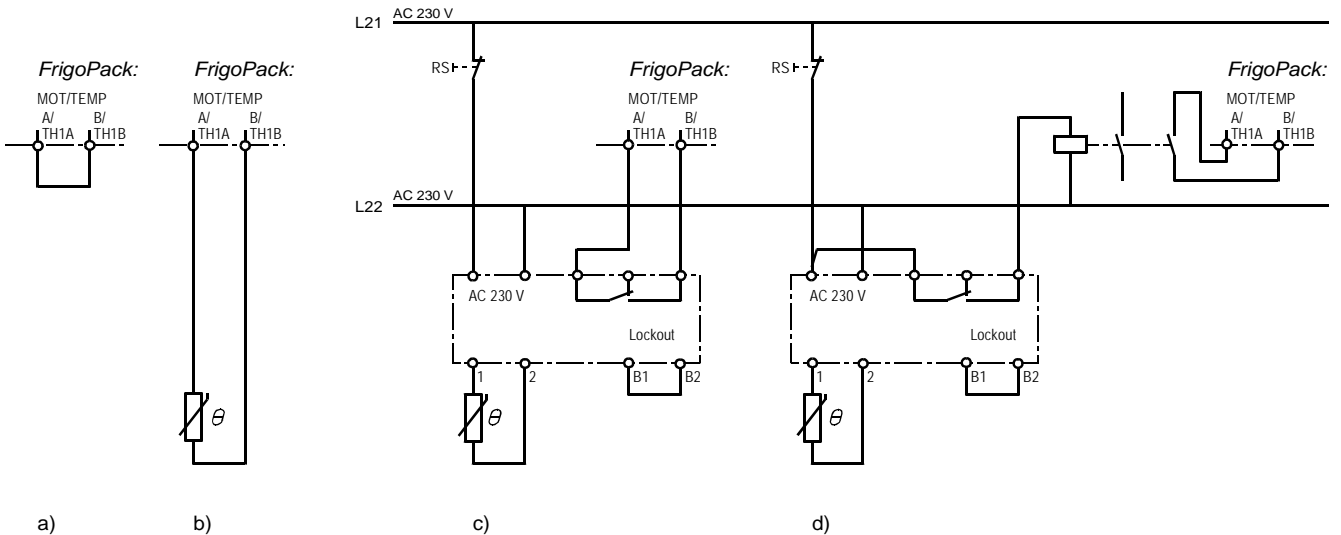 L21 AC 230 V
FrigoPack: FrigoPack: RS FrigoPack: RS FrigoPack:
MOT/TEMP MOT/TEMP MOT/TEMP MOT/TEMP
A/ B/ A/ B/ A/ B/ A/ B/
TH1A TH1B TH1A TH1B TH1A TH1B TH1A TH1B
L22 AC 230 V
AC 230 V AC 230 V
Lockout Lockout
1 2 B1 B2 1 2 B1 B2
θ θ θ
a) b) c) d)